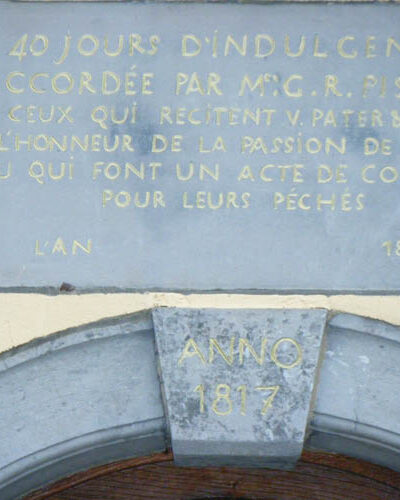 40 JOURS D'INDULGEN
CCORDÉE PAR Mgr G. R. PIS
CEUX QUI RECITENT V. PATER &
L'HONNEUR DE LA PASSION DE
U QUI FONT UN ACTE DE CO
POUR LEURS PÉCHÉS
L'AN 18
ANNO
1817